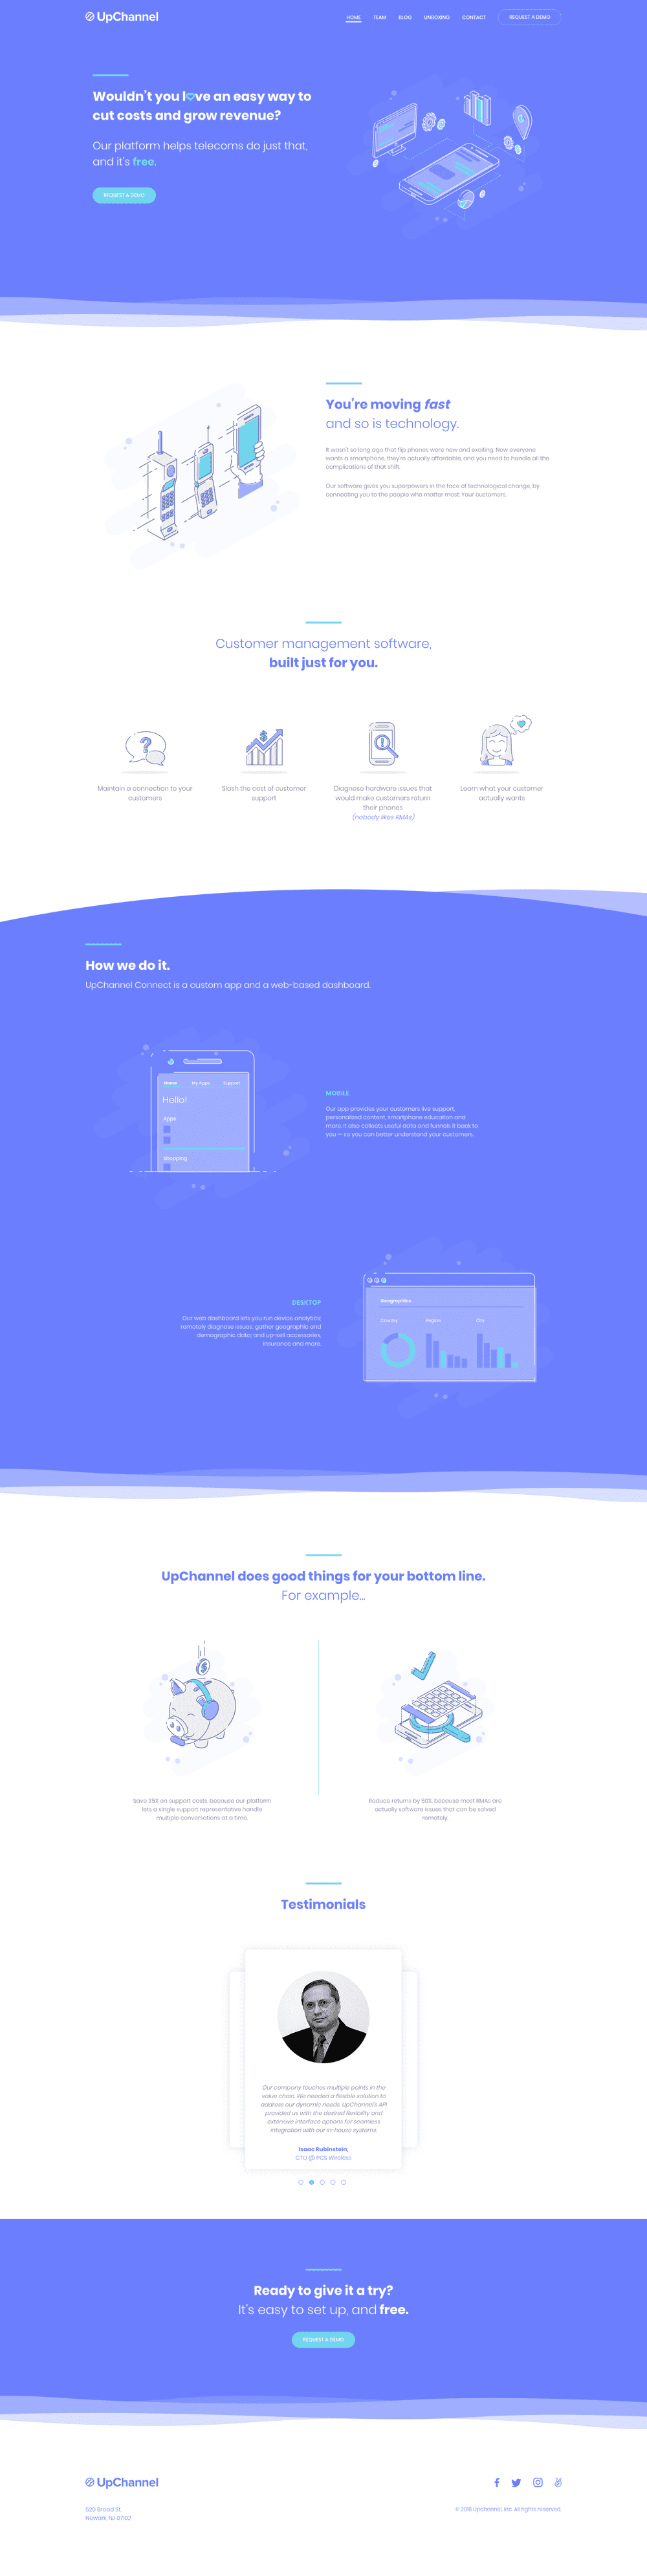 UpChannel
HOME TEAM BLOG UNBOXING CONTACT REQUEST A DEMO
Wouldn't you l ve an easy way to
cut costs and grow revenue?
Our platform helps telecoms do just that,
and it's free.
REQUEST A DEMO
You're moving fast
and so is technology.
It wasn't so long ago that flip phones were new and exciting. Now everyone
wants a smartphone, they're actually affordable, and you need to handle all the
complications of that shift.
Our software gives you superpowers in the face of technological change, by
connecting you to the people who matter most: Your customers.
Customer management software,
built just for you.
?
$
Maintain a connection to your
customers
Slash the cost of customer
support
Diagnose hardware issues that
would make customers return
their phones
(nobody likes RMAs)
Learn what your customer
actually wants
How we do it.
UpChannel Connect is a custom app and a web-based dashboard.
Home My Apps Support
Hello!
Apps
Shopping
MOBILE
Our app provides your customers live support,
personalized content, smartphone education and
more. It also collects useful data and funnels it back to
you — so you can better understand your customers.
DESKTOP
Our web dashboard lets you run device analytics;
remotely diagnose issues; gather geographic and
demographic data; and up-sell accessories,
insurance and more.
Geographics
Country Region City
UpChannel does good things for your bottom line.
For example...
$
Save 35% on support costs, because our platform
lets a single support representative handle
multiple conversations at a time.
Reduce returns by 50%, because most RMAs are
actually software issues that can be solved
remotely.
Testimonials
Our company touches multiple points in the
value chain. We needed a flexible solution to
address our dynamic needs. UpChannel's API
provided us with the desired flexibility and
extensive interface options for seamless
integration with our in-house systems.
Isaac Rubinstein,
CTO @ PCS Wireless
Ready to give it a try?
It's easy to set up, and free.
REQUEST A DEMO
UpChannel
520 Broad St.
Newark, NJ 07102
© 2018 Upchannel, Inc. All rights reserved.